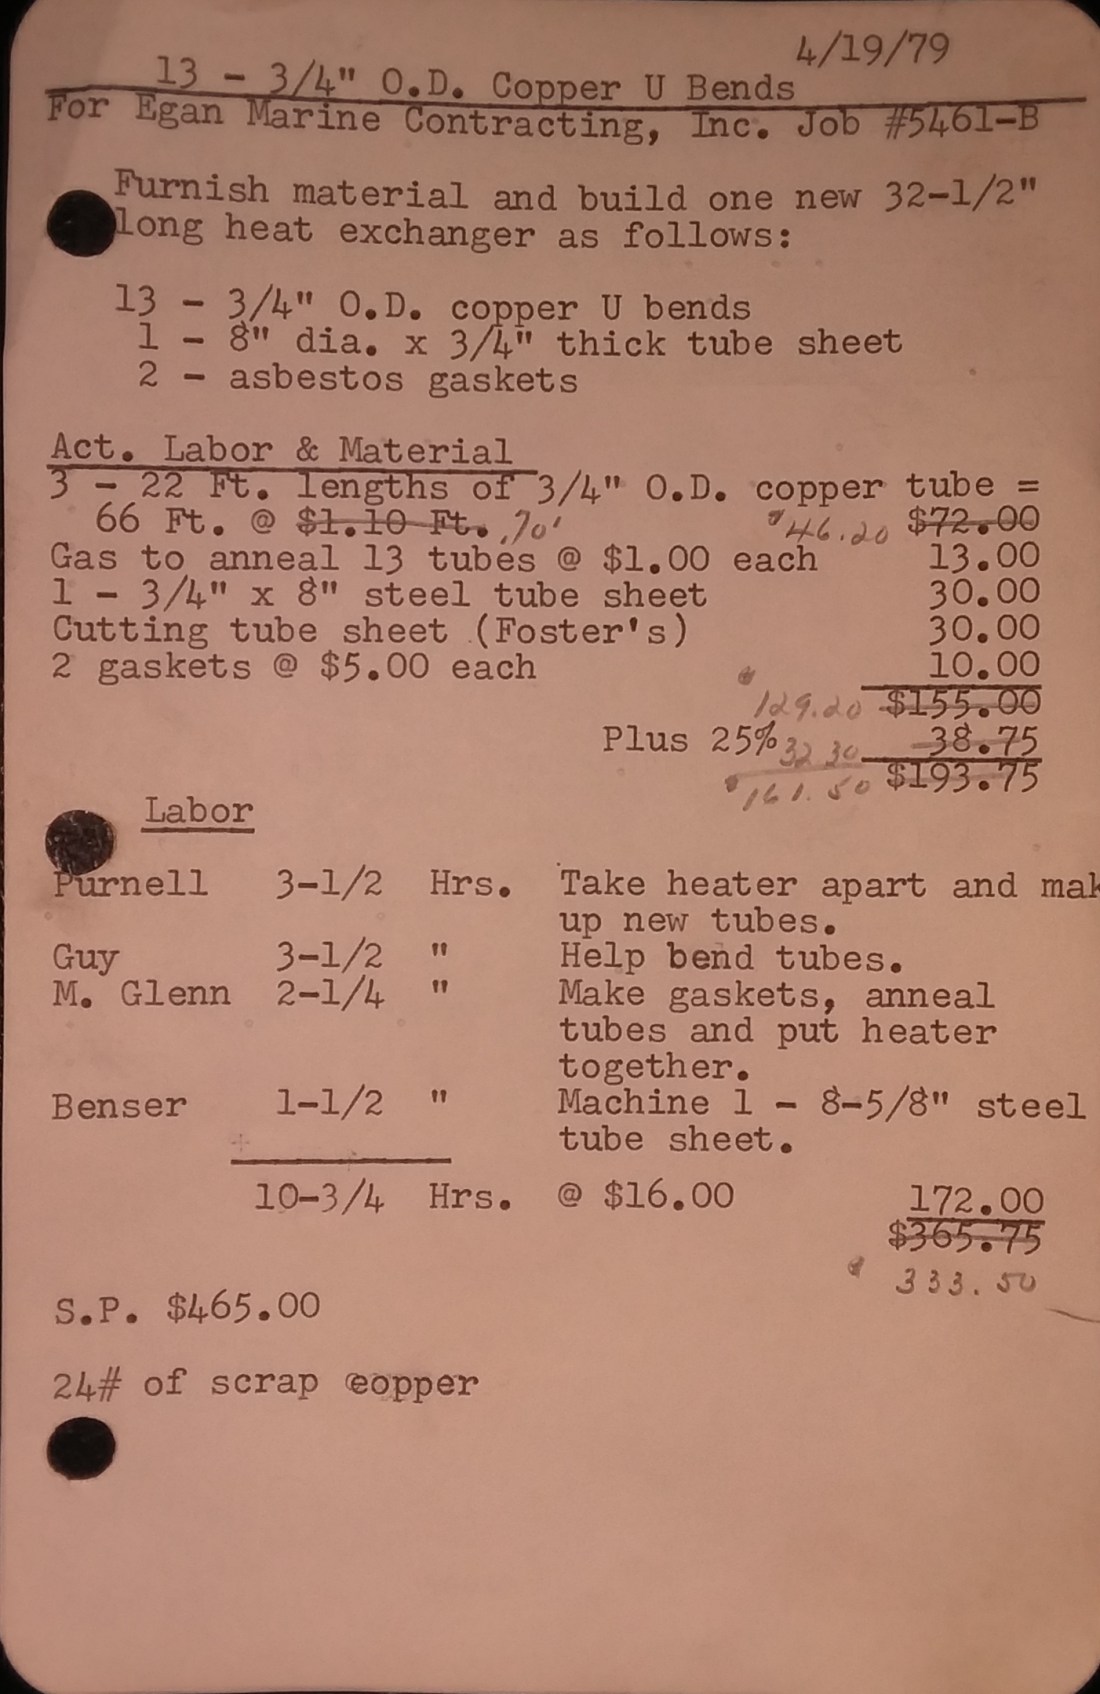 4/19/79
13 - 3/4" O.D. Copper U Bends
For Egan Marine Contracting, Inc. Job #5461-B
Furnish material and build one new 32-1/2"
long heat exchanger as follows:
13 - 3/4" O.D. copper U bends
1 - 8" dia. x 3/4" thick tube sheet
2 - asbestos gaskets
Act. Labor & Material
3 - 22 Ft. lengths of 3/4" O.D. copper tube =
66 Ft. @ $1.10 Ft. .70' $46.20 $72.00
Gas to anneal 13 tubes @ $1.00 each 13.00
1 - 3/4" x 8" steel tube sheet 30.00
Cutting tube sheet (Foster's) 30.00
2 gaskets @ $5.00 each 10.00
$129.20 $155.00
Plus 25% 32 30 38.75
$161.50 $193.75
Labor
Purnell 3-1/2 Hrs. Take heater apart and mak
up new tubes.
Guy 3-1/2 " Help bend tubes.
M. Glenn 2-1/4 " Make gaskets, anneal
tubes and put heater
together.
Benser 1-1/2 " Machine 1 - 8-5/8" steel
tube sheet.
10-3/4 Hrs. @ $16.00 172.00
$365.75
$333.50
S.P. $465.00
24# of scrap copper